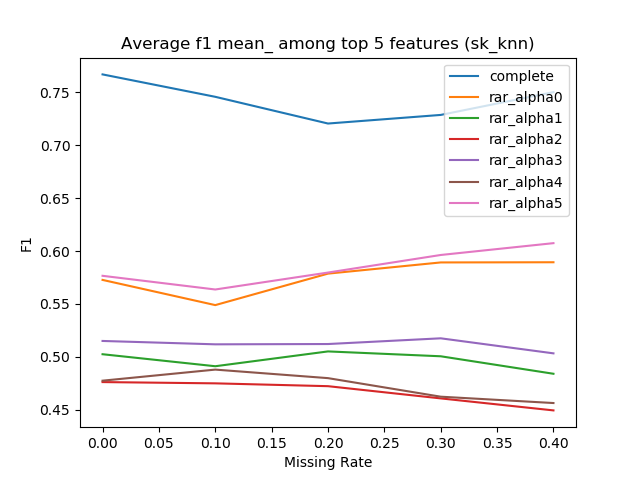 Average f1 mean_ among top 5 features (sk_knn)
complete
rar_alpha0
rar_alpha1
rar_alpha2
rar_alpha3
rar_alpha4
rar_alpha5
F1
0.75
0.70
0.65
0.60
0.55
0.50
0.45
0.00 0.05 0.10 0.15 0.20 0.25 0.30 0.35 0.40
Missing Rate